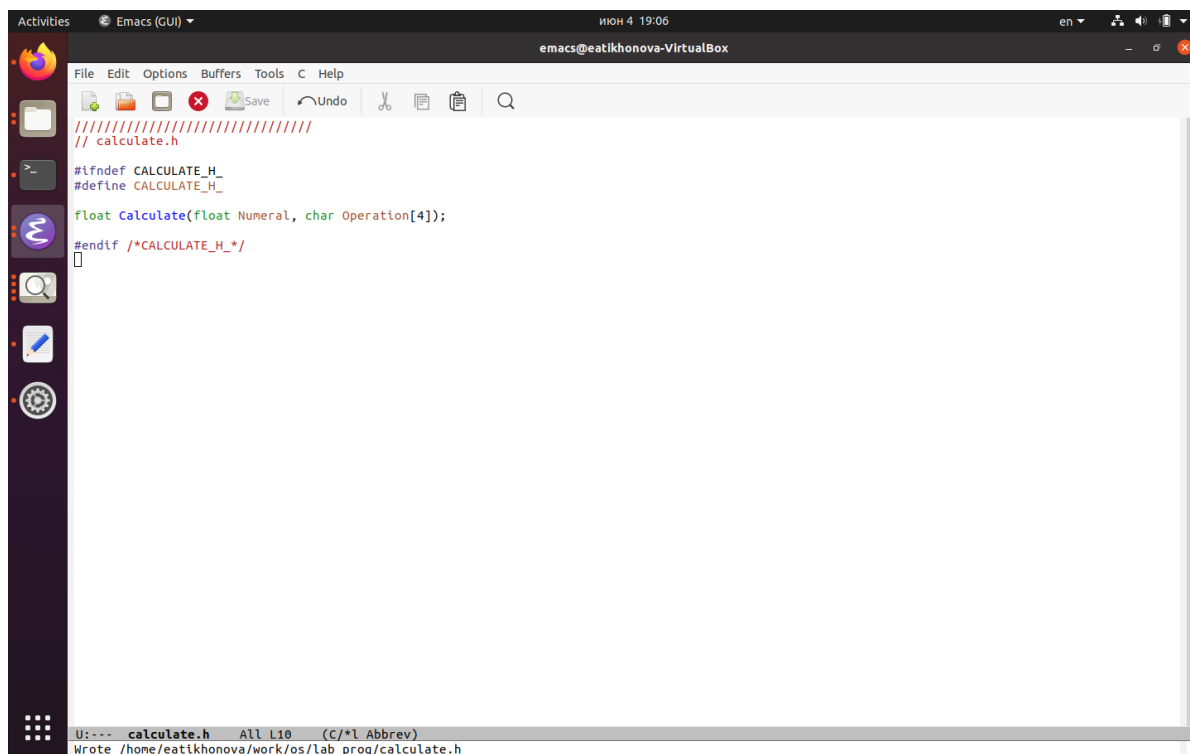 Activities Emacs (GUI) июн 4 19:06 en
emacs@eatikhonova-VirtualBox
File Edit Options Buffers Tools C Help
Save Undo
////////////////////////////////
// calculate.h
#ifndef CALCULATE_H_
#define CALCULATE_H_
float Calculate(float Numeral, char Operation[4]);
#endif /*CALCULATE_H_*/
U:--- calculate.h All L10 (C/*l Abbrev)
Wrote /home/eatikhonova/work/os/lab_prog/calculate.h